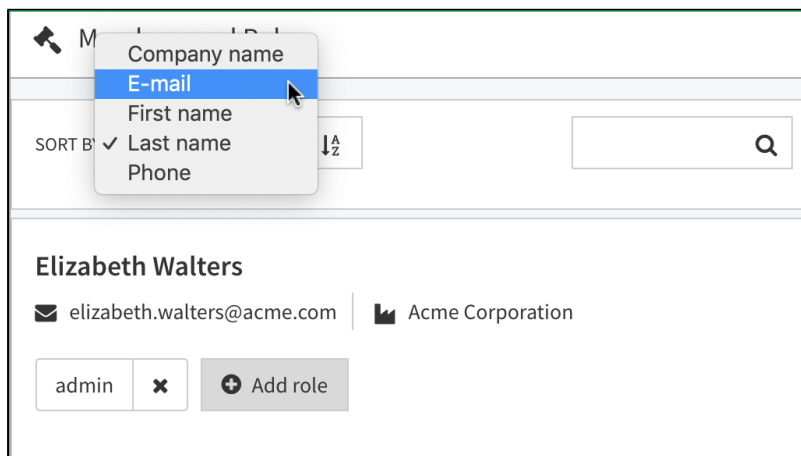 Company name
E-mail
First name
SORT BY ✓ Last name
Phone
Elizabeth Walters
elizabeth.walters@acme.com
Acme Corporation
admin
Add role